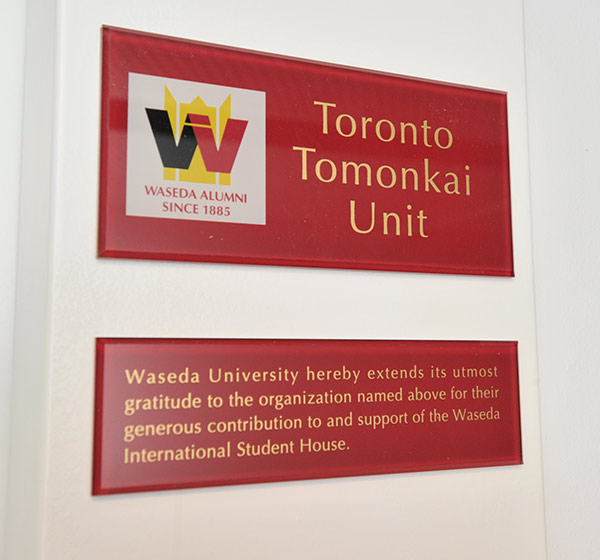 Toronto
Tomonkai
Unit
W
WASEDA ALUMNI
SINCE 1885
Waseda University hereby extends its utmost
gratitude to the organization named above for their
generous contribution to and support of the Waseda
International Student House.